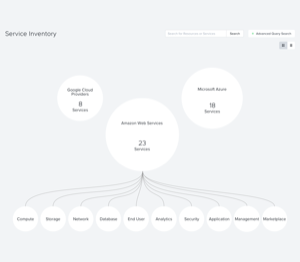 Service Inventory
Search for Resources or Services
Search
Advanced Query Search
Google Cloud
Providers
8
Services
Microsoft Azure
18
Services
Amazon Web Services
23
Services
Compute
Storage
Network
Database
End User
Analytics
Security
Application
Management
Marketplace